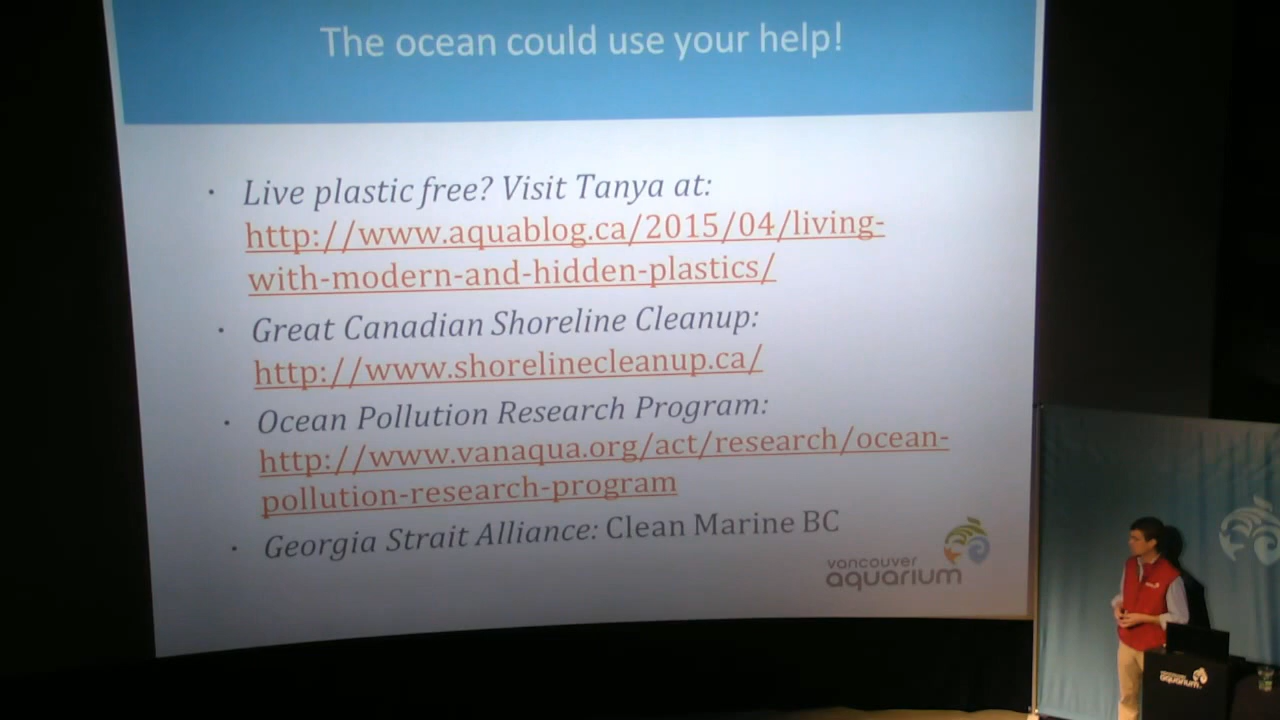 The ocean could use your help!
• Live plastic free? Visit Tanya at:
http://www.aquablog.ca/2015/04/living-
with-modern-and-hidden-plastics/
• Great Canadian Shoreline Cleanup:
http://www.shorelinecleanup.ca/
• Ocean Pollution Research Program:
http://www.vanaqua.org/act/research/ocean-
pollution-research-program
• Georgia Strait Alliance: Clean Marine BC
vancouver
aquarium
vancouver
aquarium